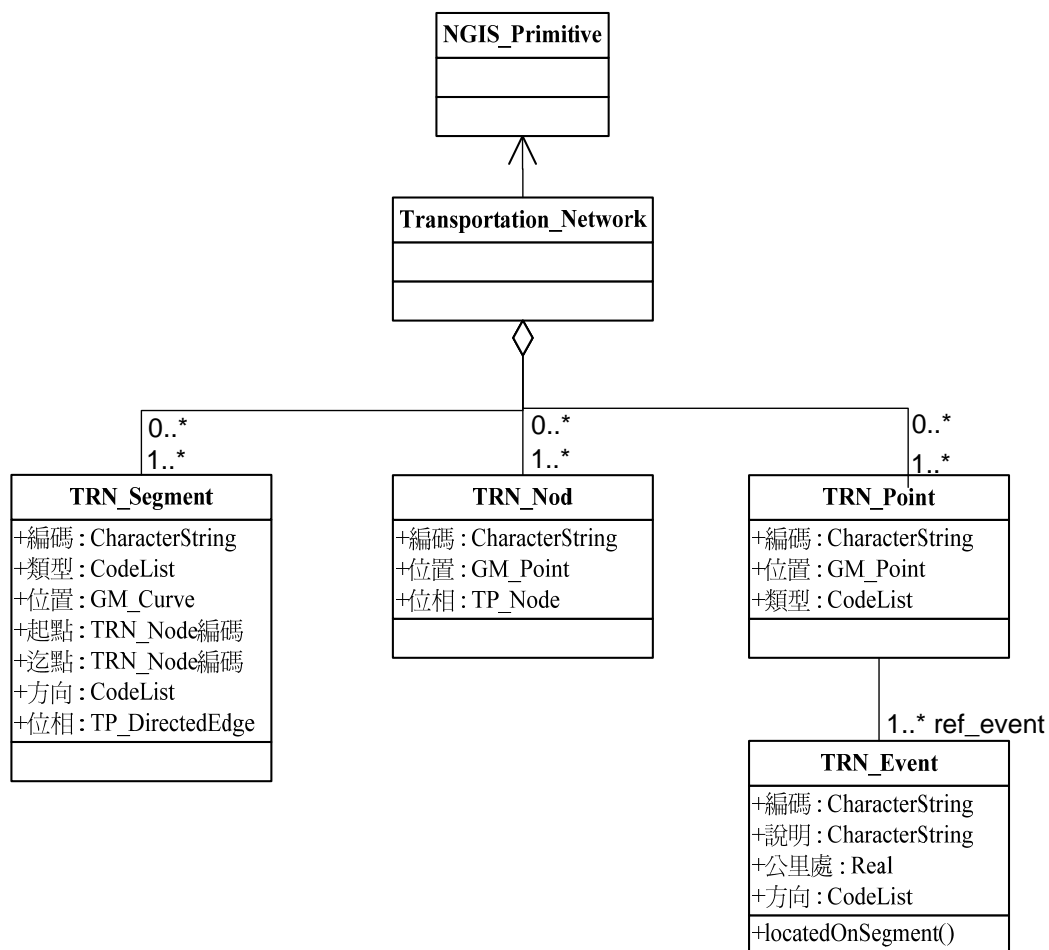 NGIS_Primitive
Transportation_Network
0..*
1..*
0..*
1..*
0..*
1..*
TRN_Segment
+編碼 : CharacterString
+類型 : CodeList
+位置 : GM_Curve
+起點 : TRN_Node編碼
+迄點 : TRN_Node編碼
+方向 : CodeList
+位相 : TP_DirectedEdge
TRN_Nod
+編碼 : CharacterString
+位置 : GM_Point
+位相 : TP_Node
TRN_Point
+編碼 : CharacterString
+位置 : GM_Point
+類型 : CodeList
1..* ref_event
TRN_Event
+編碼 : CharacterString
+說明 : CharacterString
+公里處 : Real
+方向 : CodeList
+locatedOnSegment()